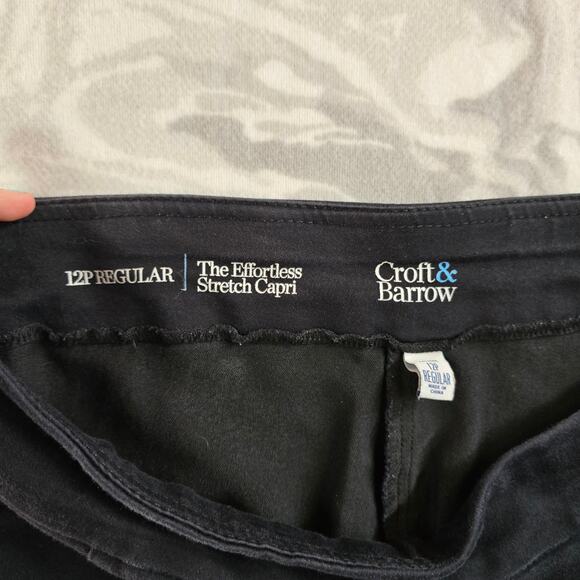 12P REGULAR
The Effortless
Stretch Capri
Croft&
Barrow
12P
REGULAR
MADE IN
CHINA